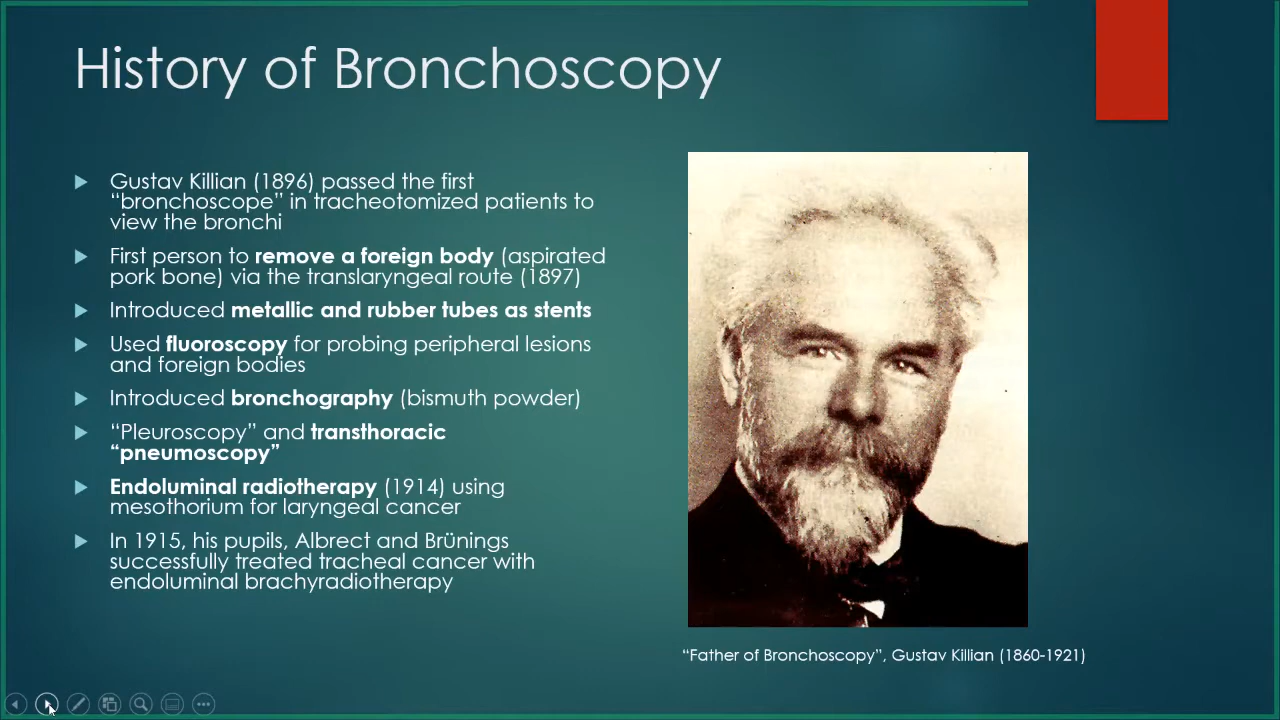 History of Bronchoscopy
Gustav Killian (1896) passed the first
“bronchoscope” in tracheotomized patients to
view the bronchi
First person to remove a foreign body (aspirated
pork bone) via the translaryngeal route (1897)
Introduced metallic and rubber tubes as stents
Used fluoroscopy for probing peripheral lesions
and foreign bodies
Introduced bronchography (bismuth powder)
“Pleuroscopy” and transthoracic
“pneumoscopy”
Endoluminal radiotherapy (1914) using
mesothorium for laryngeal cancer
In 1915, his pupils, Albrect and Brünings
successfully treated tracheal cancer with
endoluminal brachyradiotherapy
“Father of Bronchoscopy”, Gustav Killian (1860-1921)